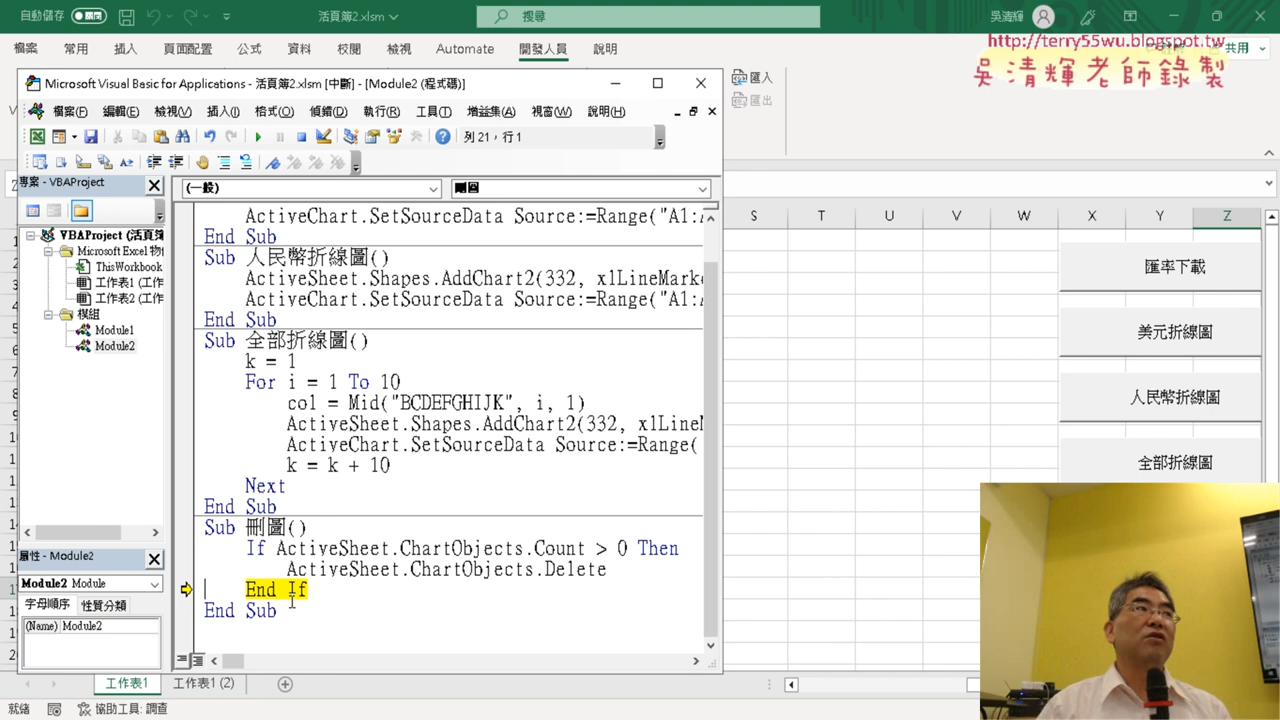 自動儲存
關閉
活頁簿2.xlsm
搜尋
吳清輝
檔案 常用 插入 頁面配置 公式 資料 校閱 檢視 Automate 開發人員 說明
共用
http://terry55wu.blogspot.tw
吳清輝老師錄製
匯入
匯出
Microsoft Visual Basic for Applications - 活頁簿2.xlsm [中斷] - [Module2 (程式碼)]
檔案(F) 編輯(E) 檢視(V) 插入(I) 格式(O) 偵錯(D) 執行(R) 工具(T) 增益集(A) 視窗(W) 說明(H)
列 21，行 1
專案 - VBAProject
VBAProject (活頁
Microsoft Excel 物
ThisWorkbook
工作表1 (工作
工作表2 (工作
模組
Module1
Module2
屬性 - Module2
Module2 Module
字母順序 性質分類
(Name) Module2
(一般)
刪圖
ActiveChart.SetSourceData Source:=Range("A1:
End Sub
Sub 人民幣折線圖()
ActiveSheet.Shapes.AddChart2(332, xlLineMark
ActiveChart.SetSourceData Source:=Range("A1:
End Sub
Sub 全部折線圖()
k = 1
For i = 1 To 10
col = Mid("BCDEFGHIJK", i, 1)
ActiveSheet.Shapes.AddChart2(332, xlLine
ActiveChart.SetSourceData Source:=Range(
k = k + 10
Next
End Sub
Sub 刪圖()
If ActiveSheet.ChartObjects.Count > 0 Then
ActiveSheet.ChartObjects.Delete
End If
End Sub
S T U V W X Y Z
匯率下載
美元折線圖
人民幣折線圖
全部折線圖
工作表1 工作表1 (2)
就緒
協助工具: 調查